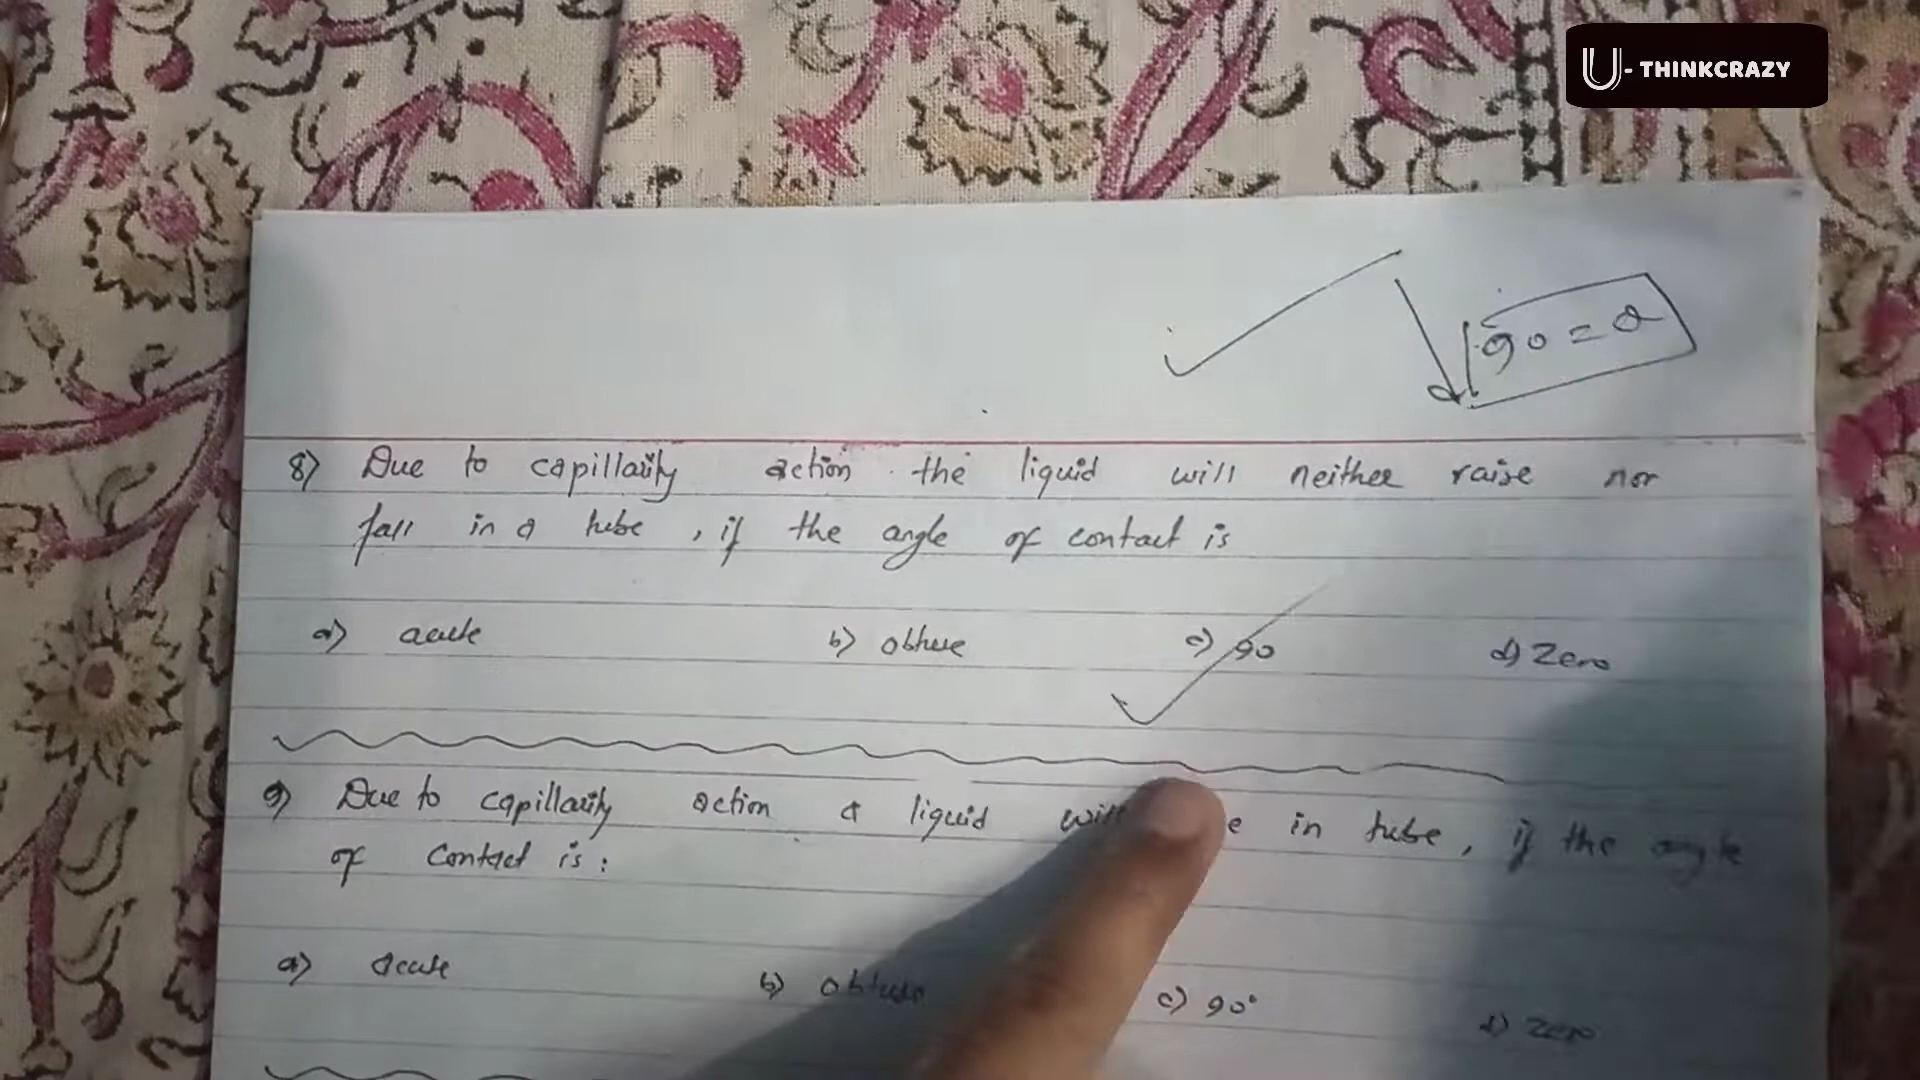 U - THINKCRAZY
90 = θ
8) Due to capillarity action the liquid will neither raise nor
fall in a tube, if the angle of contact is
a) acute b) obtuse c) 90 d) Zero
9) Due to capillarity action a liquid will in tube, if the angle
of contact is :
a) acute b) obtuse c) 90° d) Zero